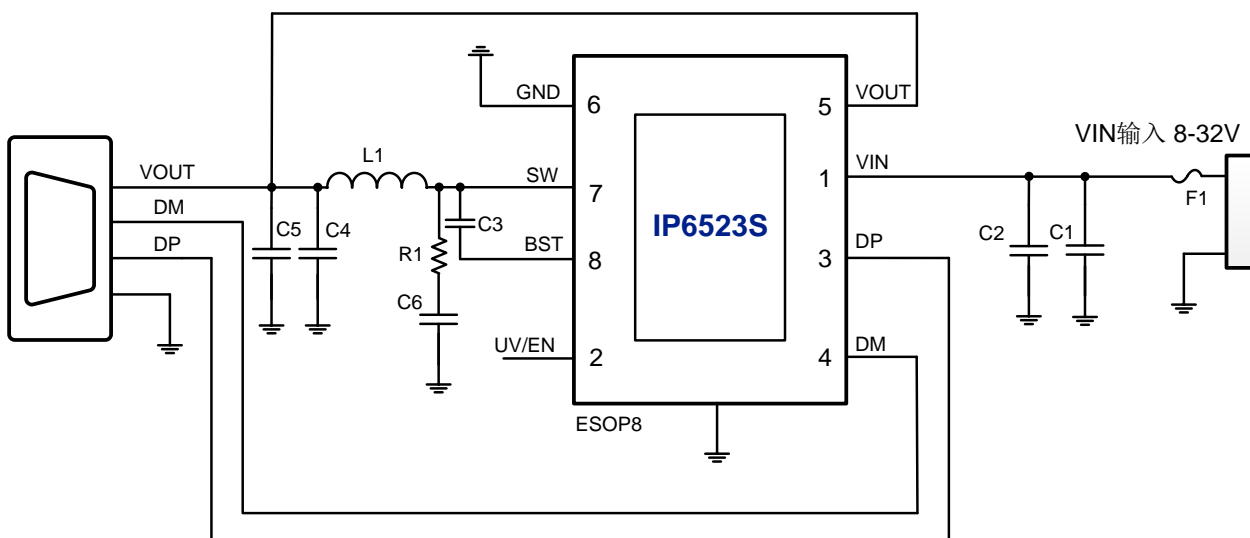 GND
6
5
VOUT
VIN输入 8-32V
VOUT
L1
SW
7
1
VIN
F1
DM
C5
C4
C3
IP6523S
C2
C1
DP
R1
BST
8
3
DP
C6
UV/EN
2
4
DM
ESOP8